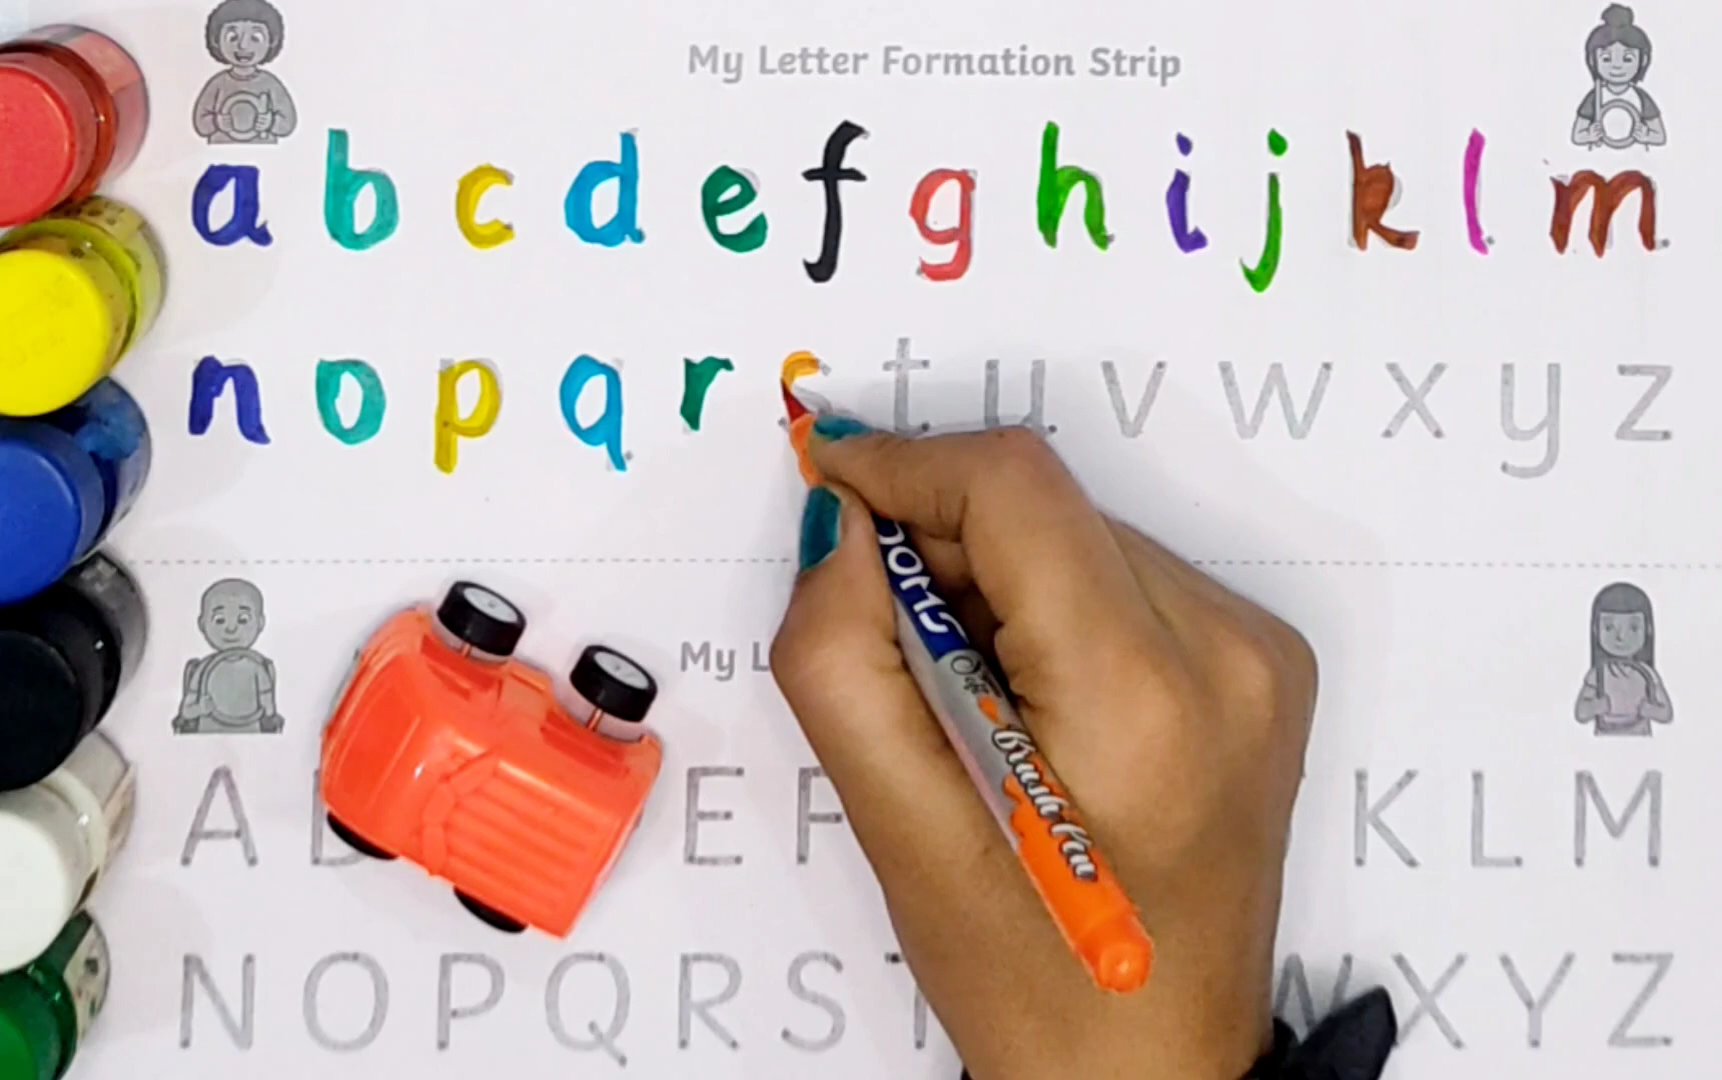 My Letter Formation Strip
a b c d e f g h i j k l m
n o p q r s t u v w x y z
DOMS
Brush Pen
My L
A E F K L M
N O P Q R S T W X Y Z